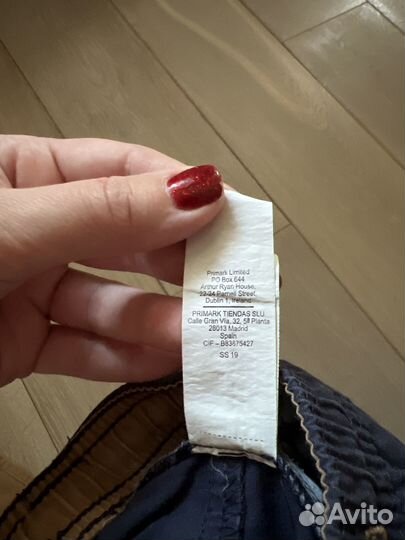 Primark Limited
PO Box 644
Arthur Ryan House,
22-24 Parnell Street,
Dublin 1, Ireland
PRIMARK TIENDAS SLU,
Calle Gran Vía, 32, 5ª Planta
28013 Madrid
Spain
CIF - B83675427
SS 19
Avito